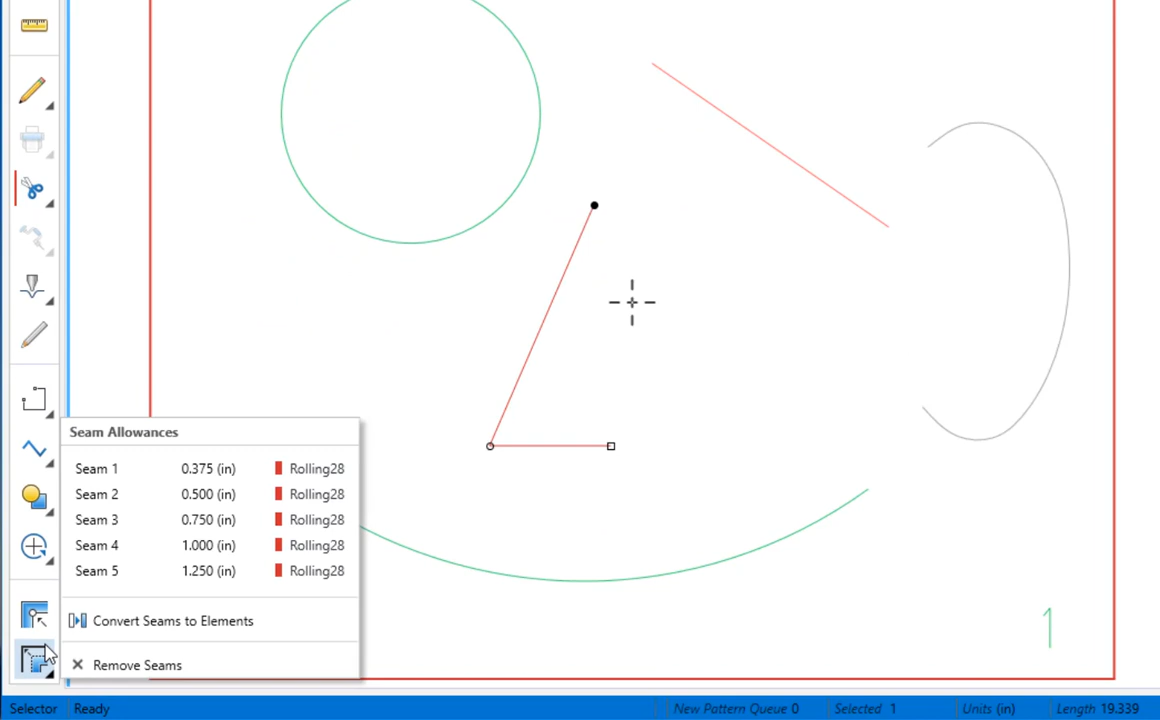 Seam Allowances
Seam 1 0.375 (in) Rolling28
Seam 2 0.500 (in) Rolling28
Seam 3 0.750 (in) Rolling28
Seam 4 1.000 (in) Rolling28
Seam 5 1.250 (in) Rolling28
Convert Seams to Elements
Remove Seams
1
Selector Ready New Pattern Queue 0 Selected 1 Units (in) Length 19.339